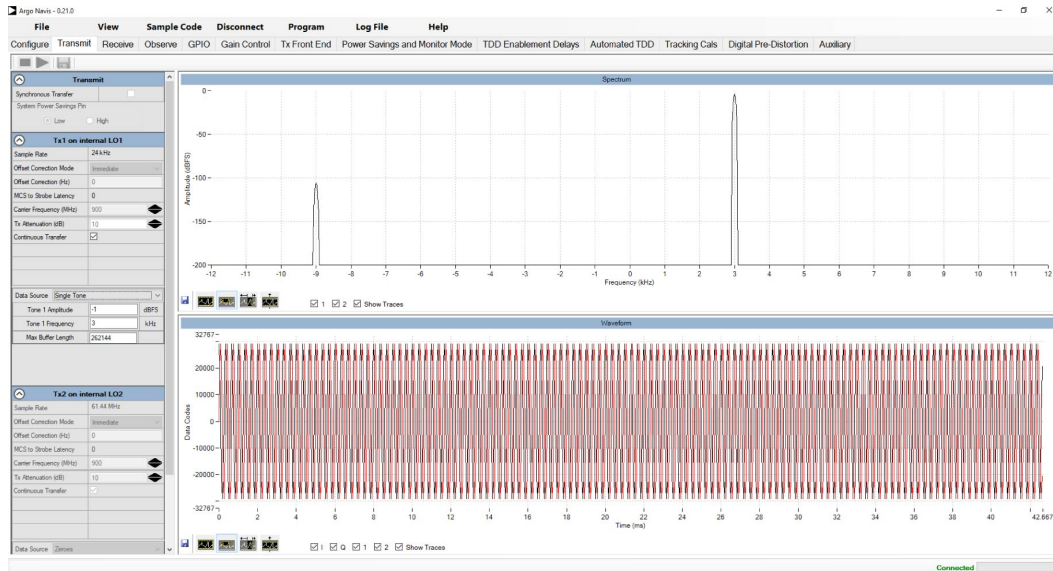 Argo Navis - 0.21.0
File View Sample Code Disconnect Program Log File Help
Configure Transmit Receive Observe GPIO Gain Control Tx Front End Power Savings and Monitor Mode TDD Enablement Delays Automated TDD Tracking Cals Digital Pre-Distortion Auxiliary
Transmit
Synchronous Transfer
System Power Savings Pin
Low High
Tx1 on internal LO1
Sample Rate 24 kHz
Offset Correction Mode Immediate
Offset Correction (Hz) 0
MCS to Strobe Latency 0
Carrier Frequency (MHz) 900
Tx Attenuation (dB) 10
Continuous Transfer
Data Source Single Tone
Tone 1 Amplitude -1 dBFS
Tone 1 Frequency 3 kHz
Max Buffer Length 262144
Tx2 on internal LO2
Sample Rate 61.44 MHz
Offset Correction Mode Immediate
Offset Correction (Hz) 0
MCS to Strobe Latency 0
Carrier Frequency (MHz) 900
Tx Attenuation (dB) 10
Continuous Transfer
Data Source Zeroes
Spectrum
Amplitude (dBFS)
0
-50
-100
-150
-200
-12 -11 -10 -9 -8 -7 -6 -5 -4 -3 -2 -1 0 1 2 3 4 5 6 7 8 9 10 11 12
Frequency (kHz)
1 2 Show Traces
Waveform
Data Codes
32767
20000
10000
0
-10000
-20000
-32767
0 2 4 6 8 10 12 14 16 18 20 22 24 26 28 30 32 34 36 38 40 42.667
Time (ms)
I Q 1 2 Show Traces
Connected